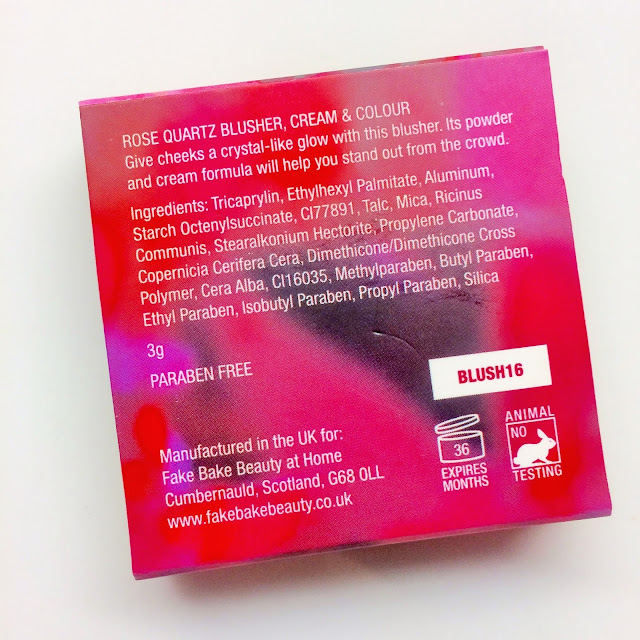 ROSE QUARTZ BLUSHER, CREAM & COLOUR
Give cheeks a crystal-like glow with this blusher. Its powder
and cream formula will help you stand out from the crowd.
Ingredients: Tricaprylin, Ethylhexyl Palmitate, Aluminum,
Starch Octenylsuccinate, CI77891, Talc, Mica, Ricinus
Communis, Stearalkonium Hectorite, Propylene Carbonate,
Copernicia Cerifera Cera, Dimethicone/Dimethicone Cross
Polymer, Cera Alba, CI16035, Methylparaben, Butyl Paraben,
Ethyl Paraben, Isobutyl Paraben, Propyl Paraben, Silica
3g
PARABEN FREE
BLUSH16
Manufactured in the UK for:
Fake Bake Beauty at Home
Cumbernauld, Scotland, G68 0LL
www.fakebakebeauty.co.uk
36
EXPIRES
MONTHS
ANIMAL
NO
TESTING